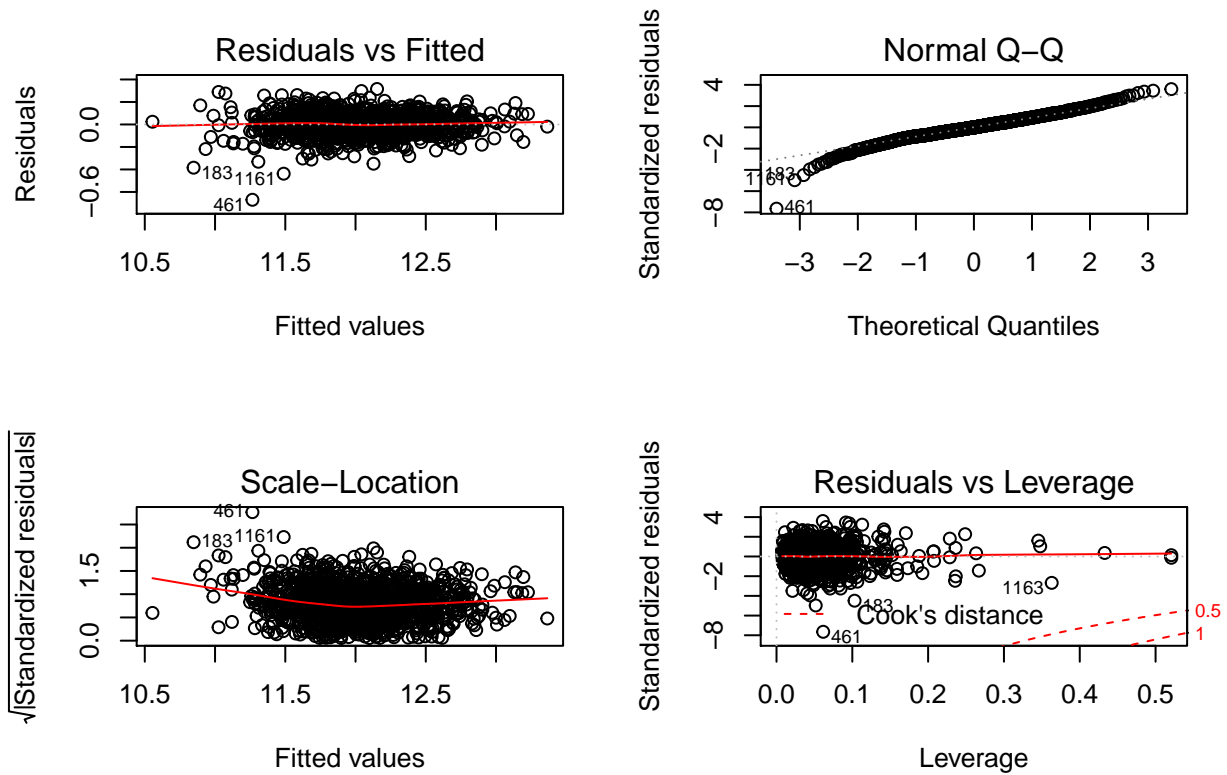 Residuals vs Fitted
Residuals
0.0
−0.6
183
1161
461
10.5 11.5 12.5
Fitted values
Normal Q−Q
Standardized residuals
4
−2
−8
1161
183
461
−3 −2 −1 0 1 2 3
Theoretical Quantiles
Scale−Location
√|Standardized residuals|
1.5
0.0
461
183
1161
10.5 11.5 12.5
Fitted values
Residuals vs Leverage
Standardized residuals
4
−2
−8
1163
183
Cook's distance
461
0.5
1
0.0 0.1 0.2 0.3 0.4 0.5
Leverage